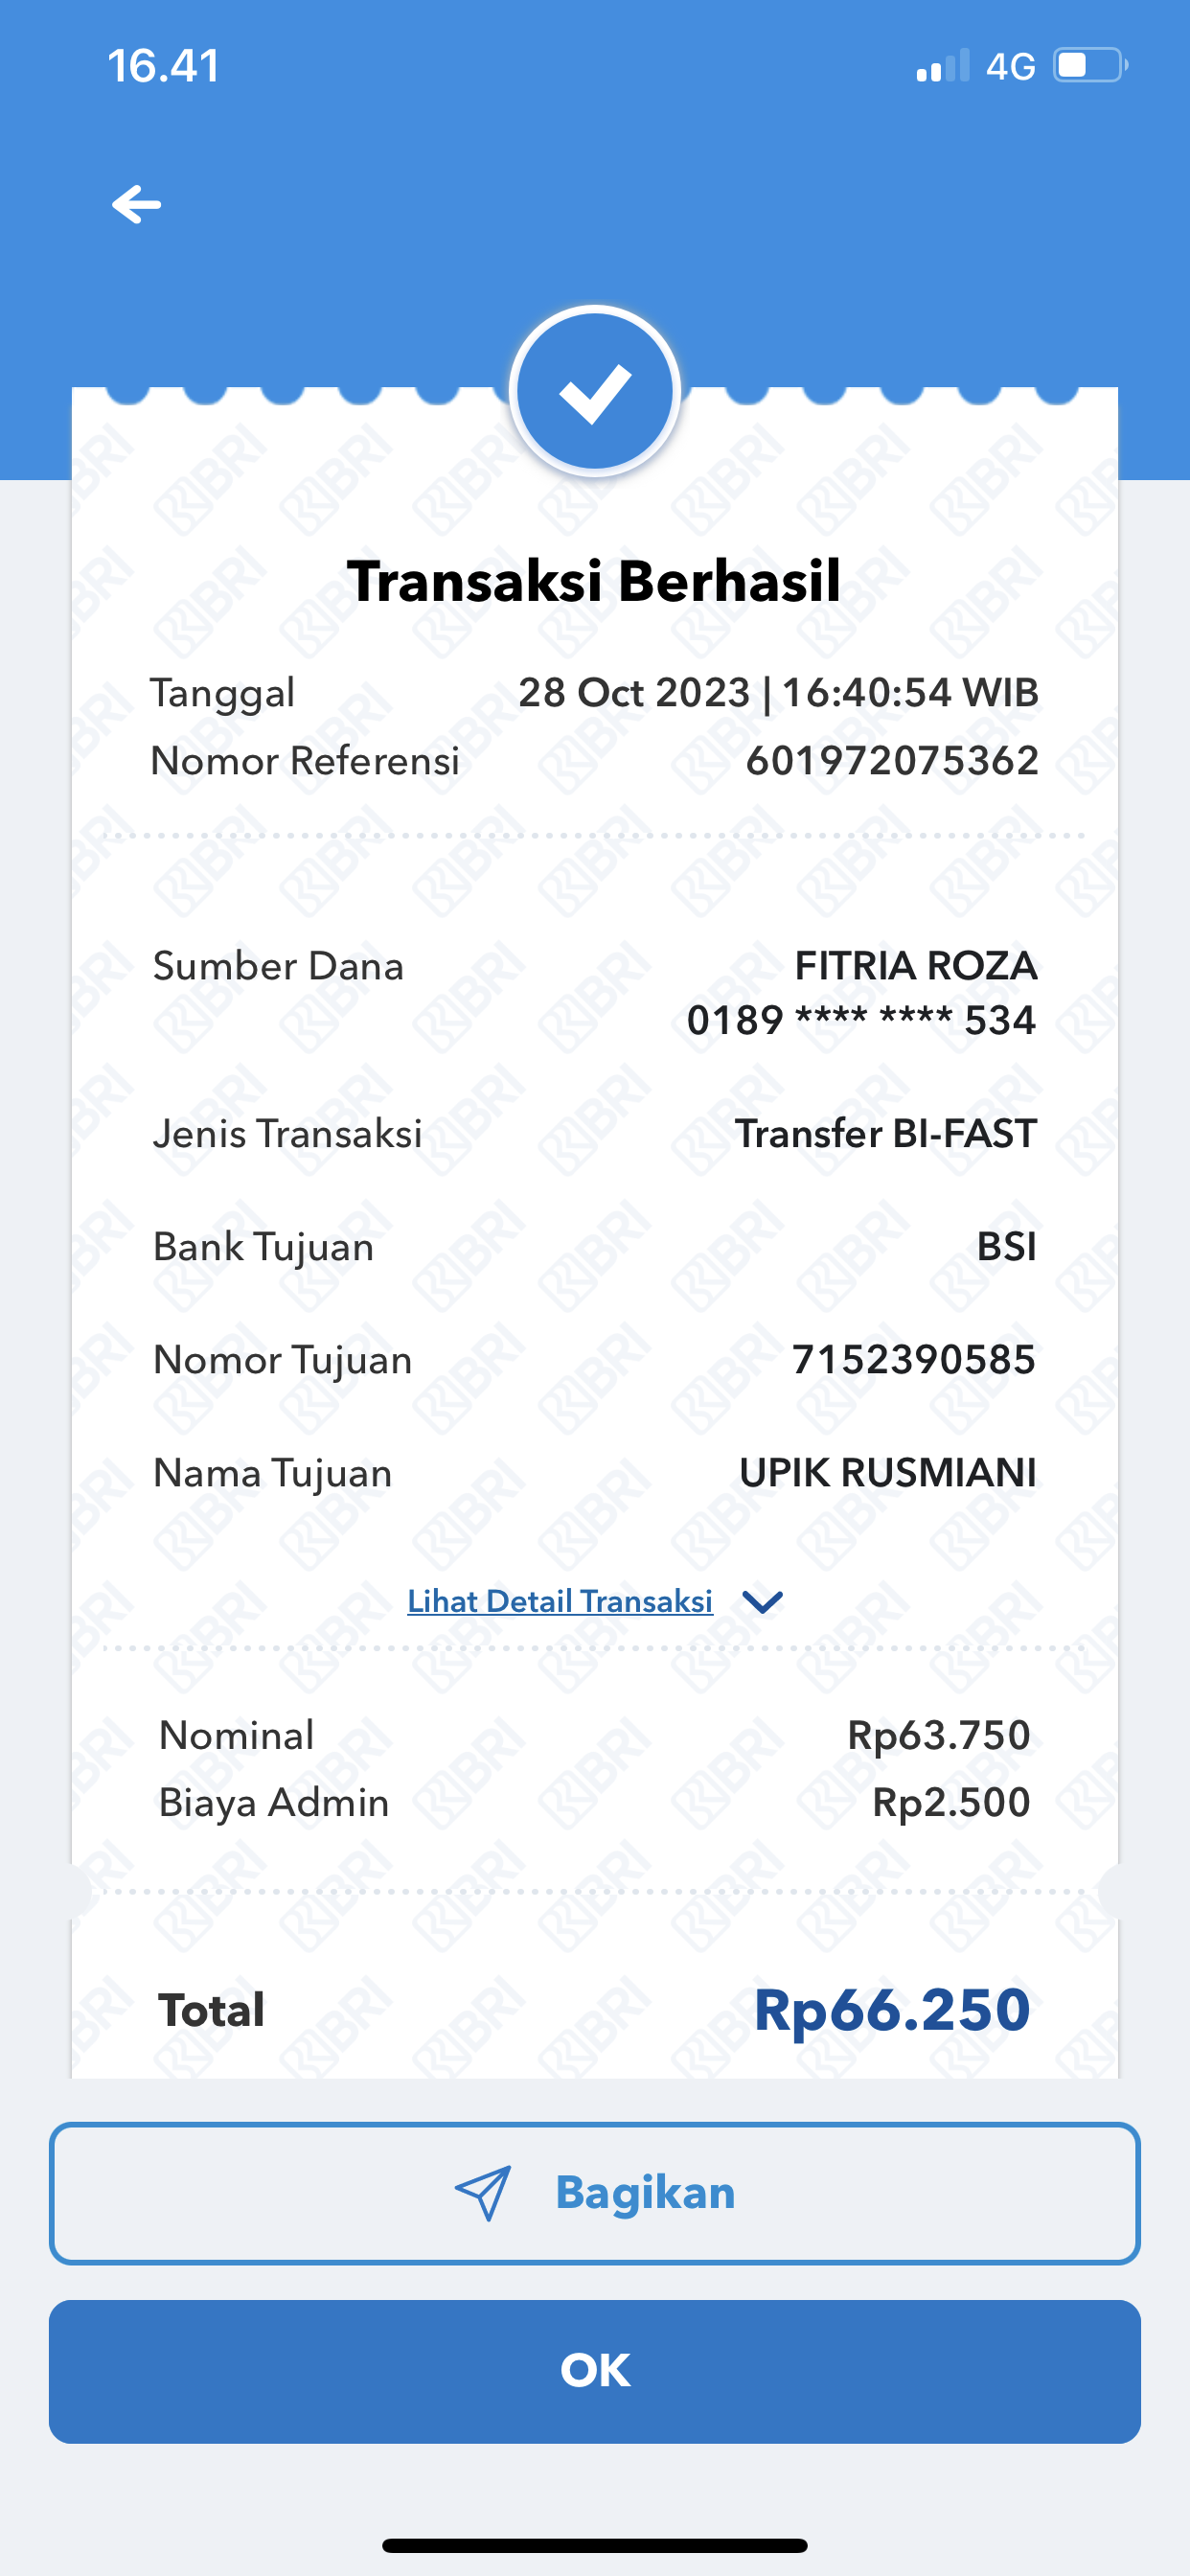 16.41 4G
Transaksi Berhasil
Tanggal 28 Oct 2023 | 16:40:54 WIB
Nomor Referensi 601972075362
Sumber Dana FITRIA ROZA
0189 **** **** 534
Jenis Transaksi Transfer BI-FAST
Bank Tujuan BSI
Nomor Tujuan 7152390585
Nama Tujuan UPIK RUSMIANI
Lihat Detail Transaksi
Nominal Rp63.750
Biaya Admin Rp2.500
Total Rp66.250
Bagikan
OK